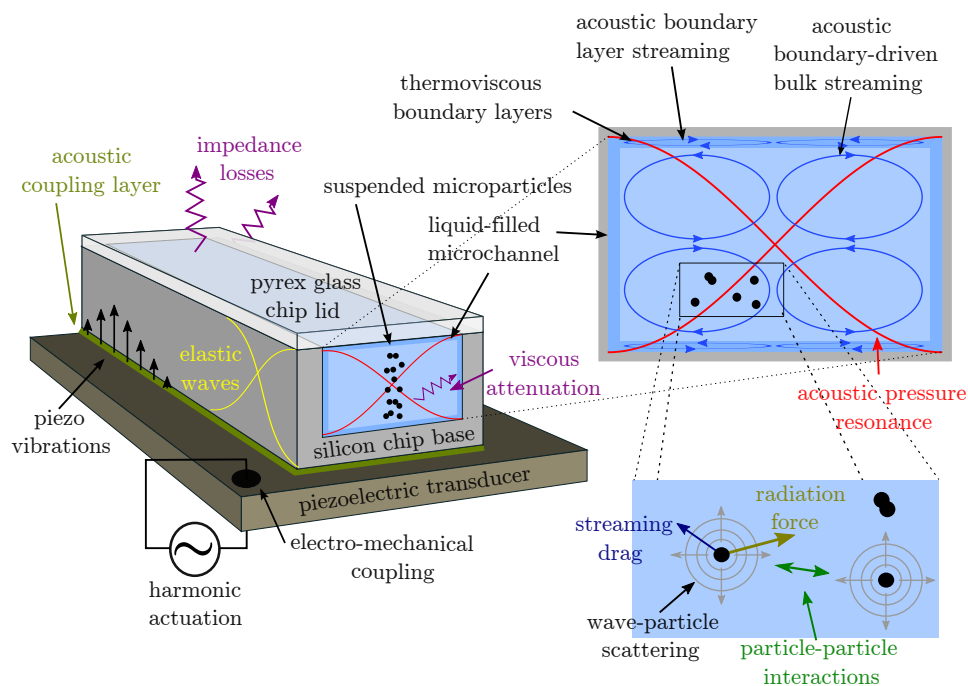 acoustic boundary
layer streaming
acoustic
boundary-driven
bulk streaming
thermoviscous
boundary layers
impedance
losses
acoustic
coupling layer
suspended microparticles
liquid-filled
microchannel
pyrex glass
chip lid
elastic
waves
viscous
attenuation
acoustic pressure
resonance
piezo
vibrations
silicon chip base
piezoelectric transducer
electro-mechanical
coupling
harmonic
actuation
radiation
force
streaming
drag
wave-particle
scattering
particle-particle
interactions